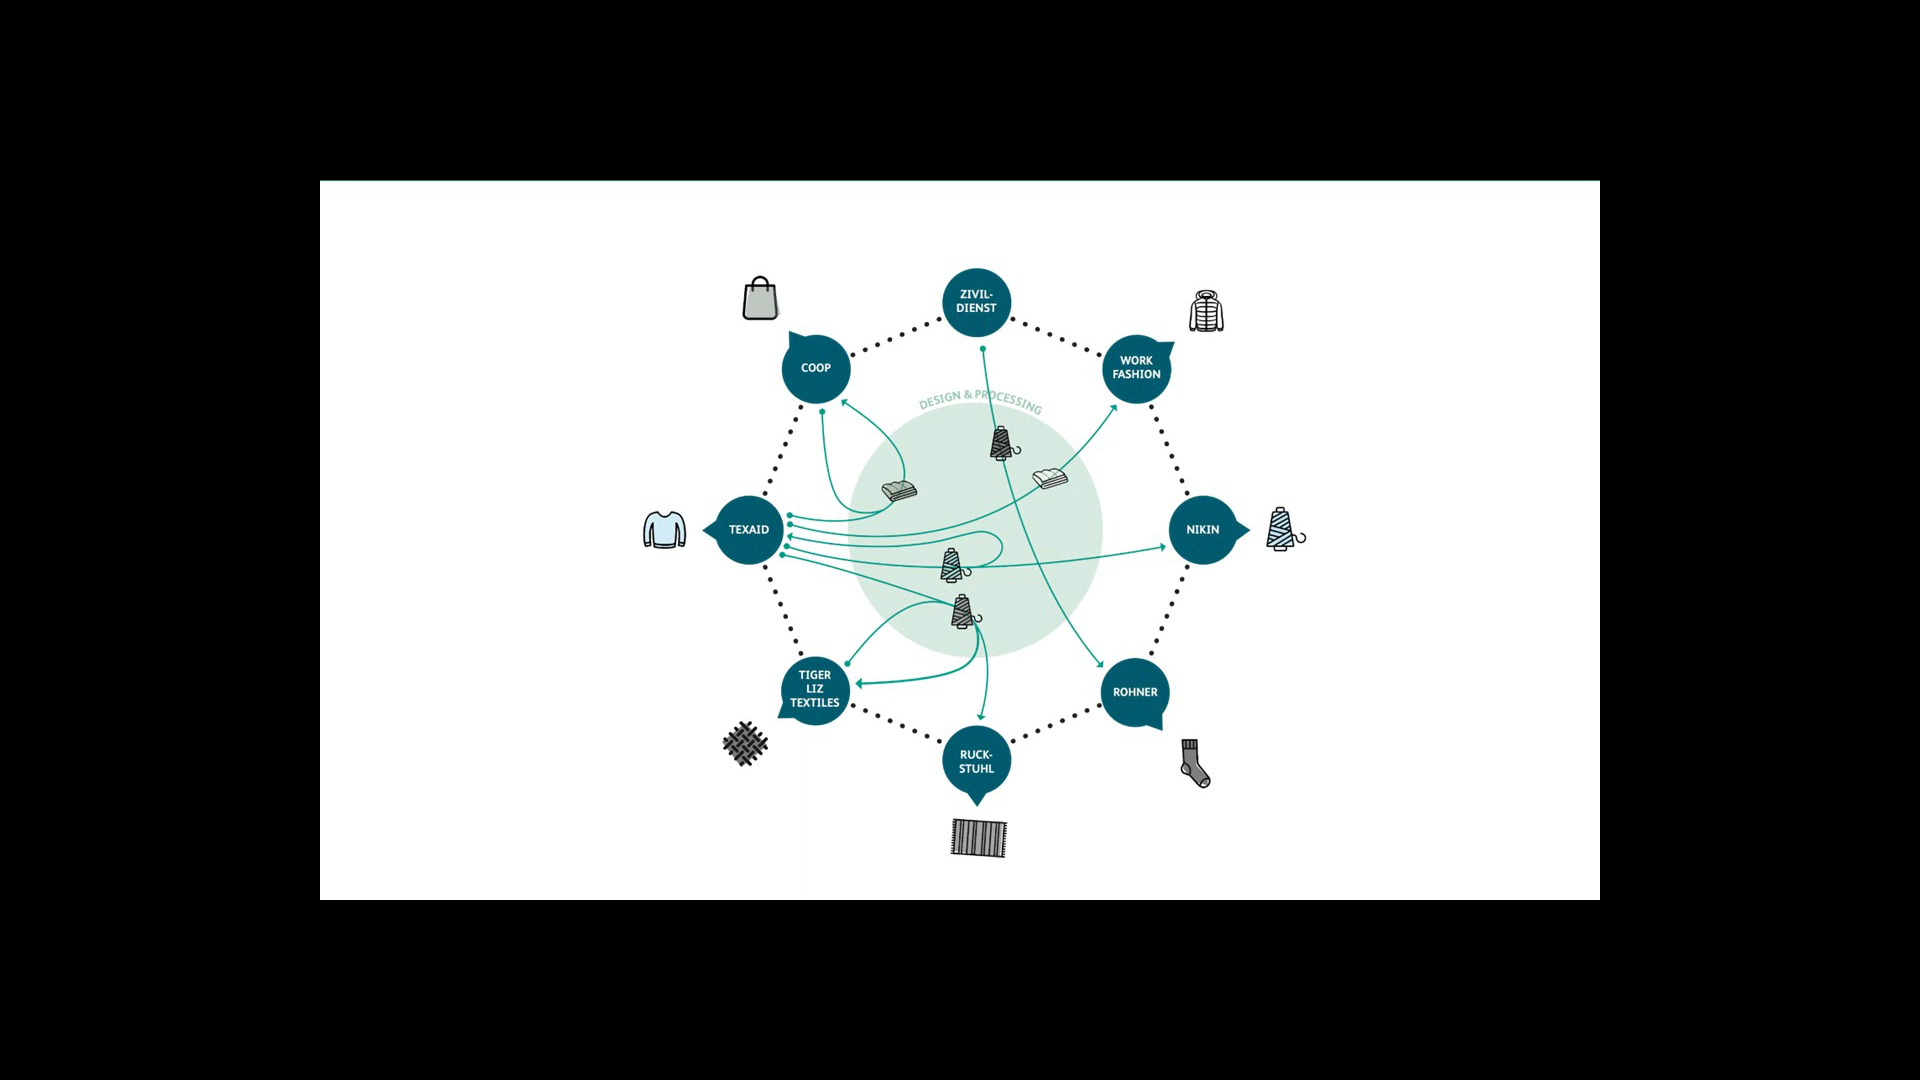 ZIVIL-
DIENST
COOP
WORK
FASHION
DESIGN & PROCESSING
TEXAID
NIKIN
TIGER
LIZ
TEXTILES
ROHNER
RUCK-
STUHL